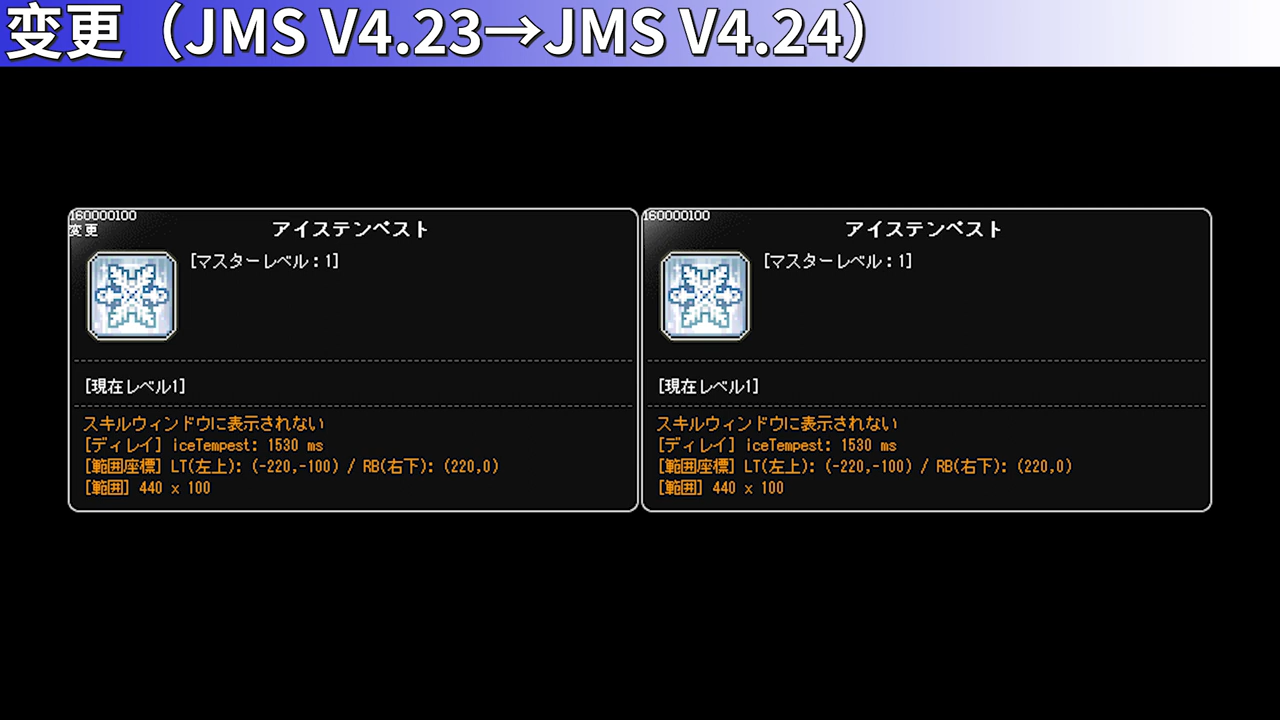 変更（JMS V4.23→JMS V4.24）
160000100
変更
アイステンペスト
[マスターレベル：1]
[現在レベル1]
スキルウィンドウに表示されない
[ディレイ] iceTempest: 1530 ms
[範囲座標] LT(左上): (-220,-100) / RB(右下): (220,0)
[範囲] 440 x 100
160000100
アイステンペスト
[マスターレベル：1]
[現在レベル1]
スキルウィンドウに表示されない
[ディレイ] iceTempest: 1530 ms
[範囲座標] LT(左上): (-220,-100) / RB(右下): (220,0)
[範囲] 440 x 100